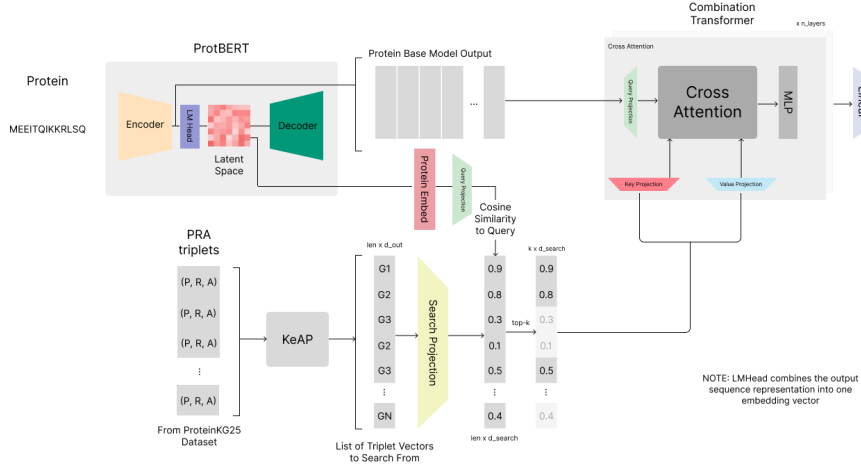 Combination
Transformer
x n_layers
ProtBERT
Protein Base Model Output
Cross Attention
Protein
MEEITQIKKRLSQ
Encoder
LM Head
Decoder
Latent
Space
...
Query Projection
Cross
Attention
MLP
Linear
Key Projection
Value Projection
Protein Embed
Query Projection
Cosine
Similarity
to Query
PRA
triplets
len x d_out
k x d_search
(P, R, A)
(P, R, A)
(P, R, A)
...
(P, R, A)
KeAP
G1
G2
G3
G2
G3
...
GN
Search Projection
0.9
0.8
0.3
0.1
0.5
...
0.4
top-k
0.9
0.8
0.3
0.1
0.5
...
0.4
len x d_search
From ProteinKG25
Dataset
List of Triplet Vectors
to Search From
NOTE: LMHead combines the output
sequence representation into one
embedding vector